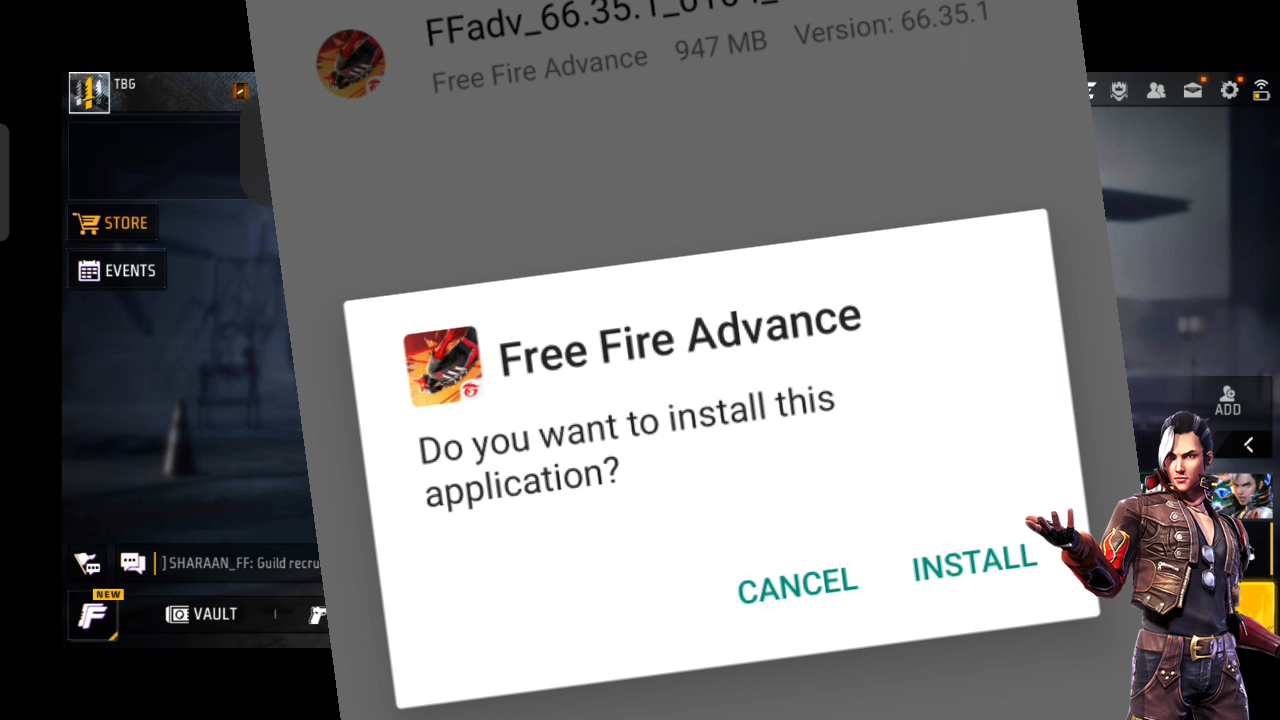 FFadv_66.35.1_
Free Fire Advance 947 MB Version: 66.35.1
TBG
STORE
EVENTS
Free Fire Advance
Do you want to install this
application?
CANCEL INSTALL
ADD
] SHARAAN_FF: Guild recru
NEW
VAULT